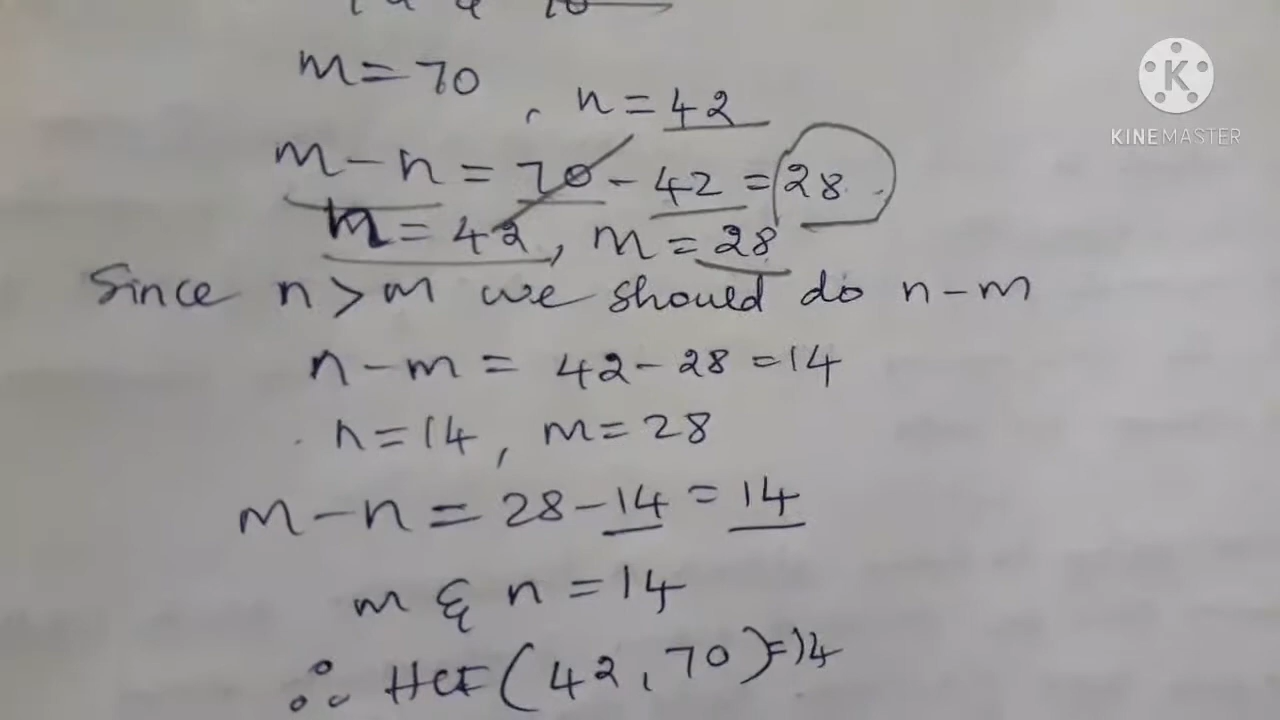 m = 70
, n = 42
m - n = 70 - 42 = 28
n = 42, m = 28
Since n > m we should do n - m
n - m = 42 - 28 = 14
n = 14, m = 28
m - n = 28 - 14 = 14
m & n = 14
∴ HCF (42, 70) = 14
K
KINEMASTER